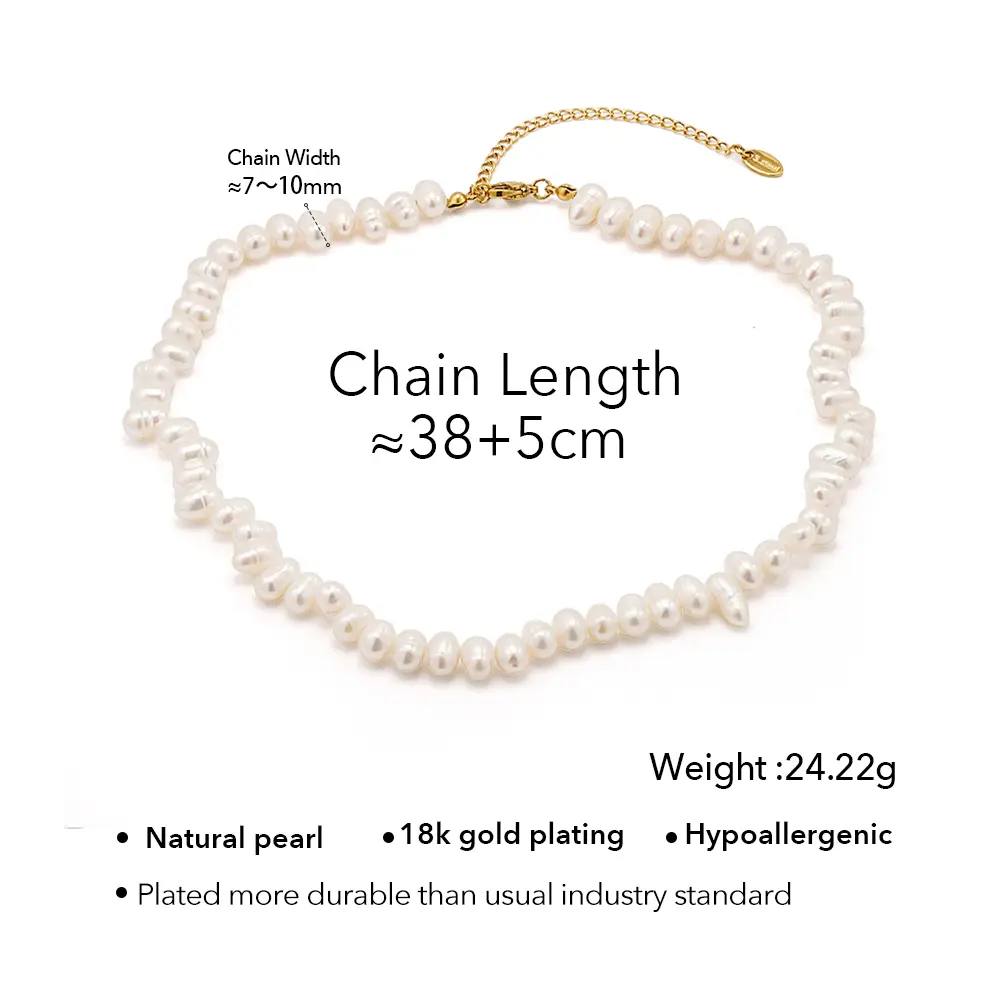 Chain Width
≈7～10mm
Chain Length
≈38+5cm
Weight :24.22g
• Natural pearl
• 18k gold plating
• Hypoallergenic
• Plated more durable than usual industry standard